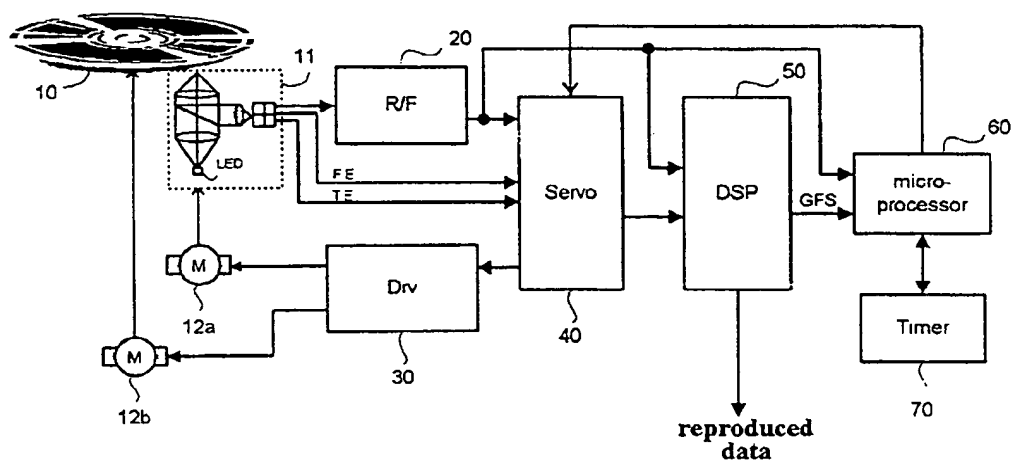 20
50
11
10
R/F
60
LED
FE
TE
Servo
DSP
GFS
micro-
processor
M
Drv
12a
40
Timer
M
30
12b
70
reproduced
data